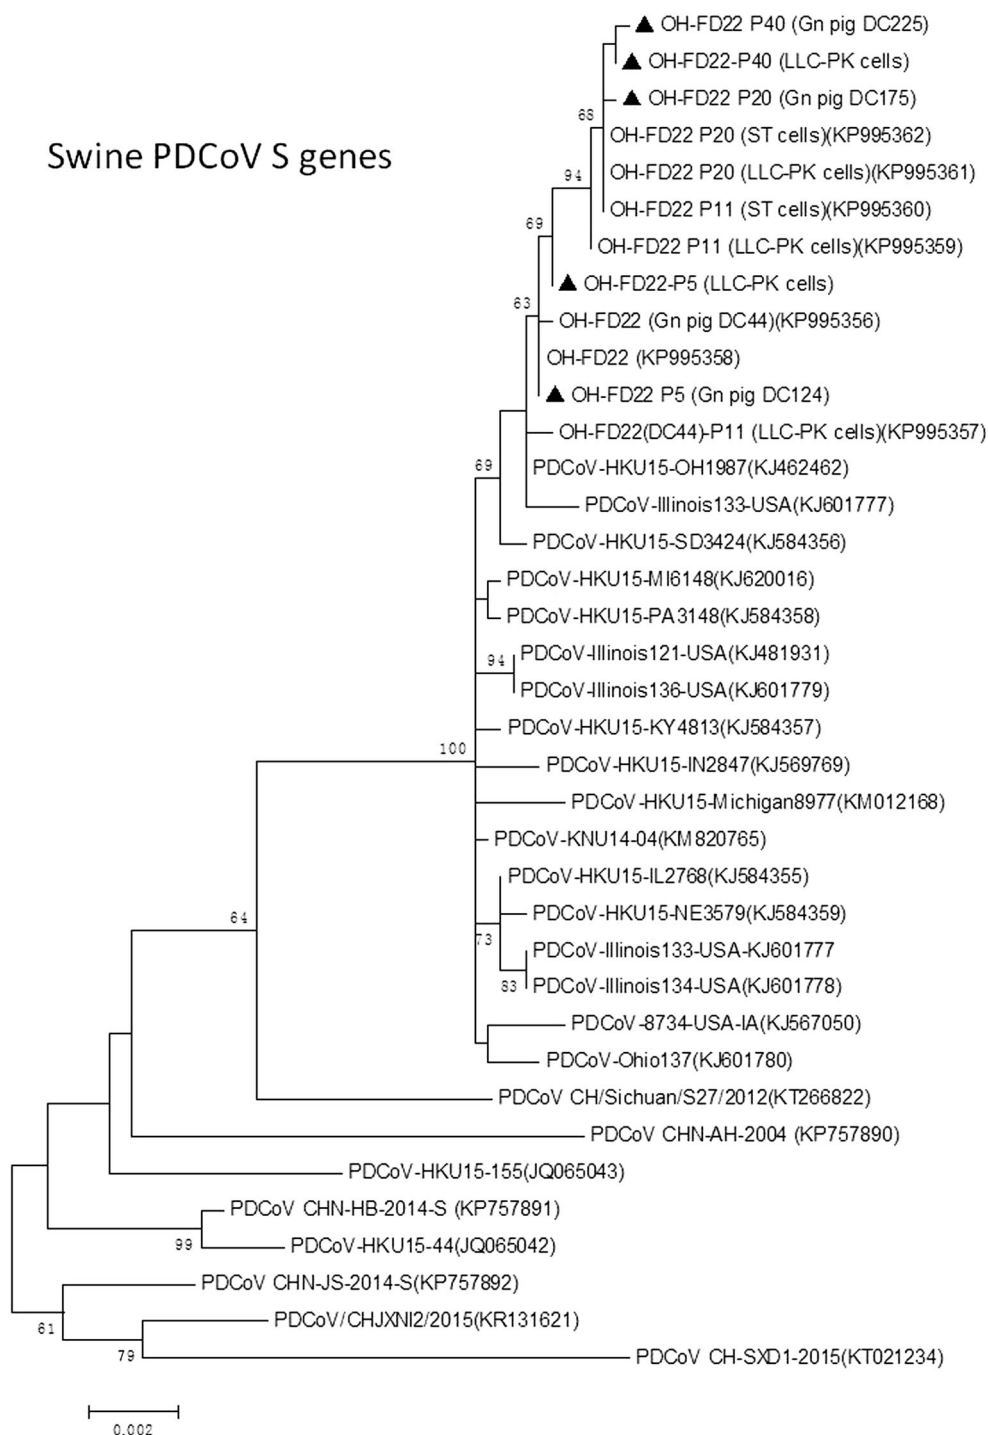 ▲ OH-FD22 P40 (Gn pig DC225)
▲ OH-FD22-P40 (LLC-PK cells)
▲ OH-FD22 P20 (Gn pig DC175)
68
OH-FD22 P20 (ST cells)(KP995362)
Swine PDCoV S genes
OH-FD22 P20 (LLC-PK cells)(KP995361)
94
OH-FD22 P11 (ST cells)(KP995360)
69
OH-FD22 P11 (LLC-PK cells)(KP995359)
▲ OH-FD22-P5 (LLC-PK cells)
63
OH-FD22 (Gn pig DC44)(KP995356)
OH-FD22 (KP995358)
▲ OH-FD22 P5 (Gn pig DC124)
OH-FD22(DC44)-P11 (LLC-PK cells)(KP995357)
69
PDCoV-HKU15-OH1987(KJ462462)
PDCoV-Illinois133-USA(KJ601777)
PDCoV-HKU15-SD3424(KJ584356)
PDCoV-HKU15-MI6148(KJ620016)
PDCoV-HKU15-PA3148(KJ584358)
94
PDCoV-Illinois121-USA(KJ481931)
PDCoV-Illinois136-USA(KJ601779)
PDCoV-HKU15-KY4813(KJ584357)
100
PDCoV-HKU15-IN2847(KJ569769)
PDCoV-HKU15-Michigan8977(KM012168)
PDCoV-KNU14-04(KM820765)
PDCoV-HKU15-IL2768(KJ584355)
64
PDCoV-HKU15-NE3579(KJ584359)
73
PDCoV-Illinois133-USA-KJ601777
83
PDCoV-Illinois134-USA(KJ601778)
PDCoV-8734-USA-IA(KJ567050)
PDCoV-Ohio137(KJ601780)
PDCoV CH/Sichuan/S27/2012(KT266822)
PDCoV CHN-AH-2004 (KP757890)
PDCoV-HKU15-155(JQ065043)
PDCoV CHN-HB-2014-S (KP757891)
99
PDCoV-HKU15-44(JQ065042)
PDCoV CHN-JS-2014-S(KP757892)
61
PDCoV/CHJXNI2/2015(KR131621)
79
PDCoV CH-SXD1-2015(KT021234)
0.002